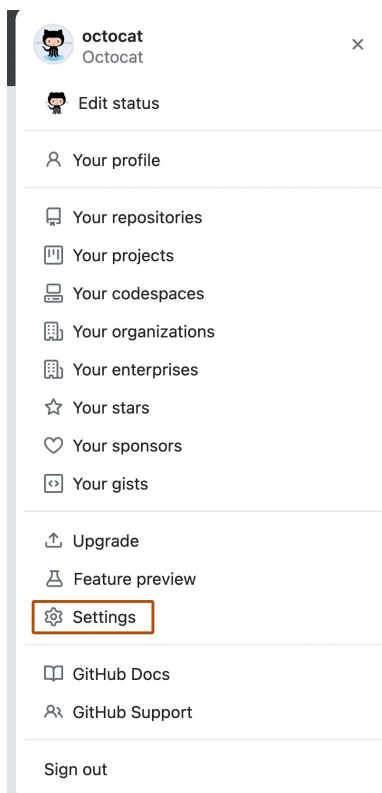 octocat
Octocat
Edit status
Your profile
Your repositories
Your projects
Your codespaces
Your organizations
Your enterprises
Your stars
Your sponsors
Your gists
Upgrade
Feature preview
Settings
GitHub Docs
GitHub Support
Sign out